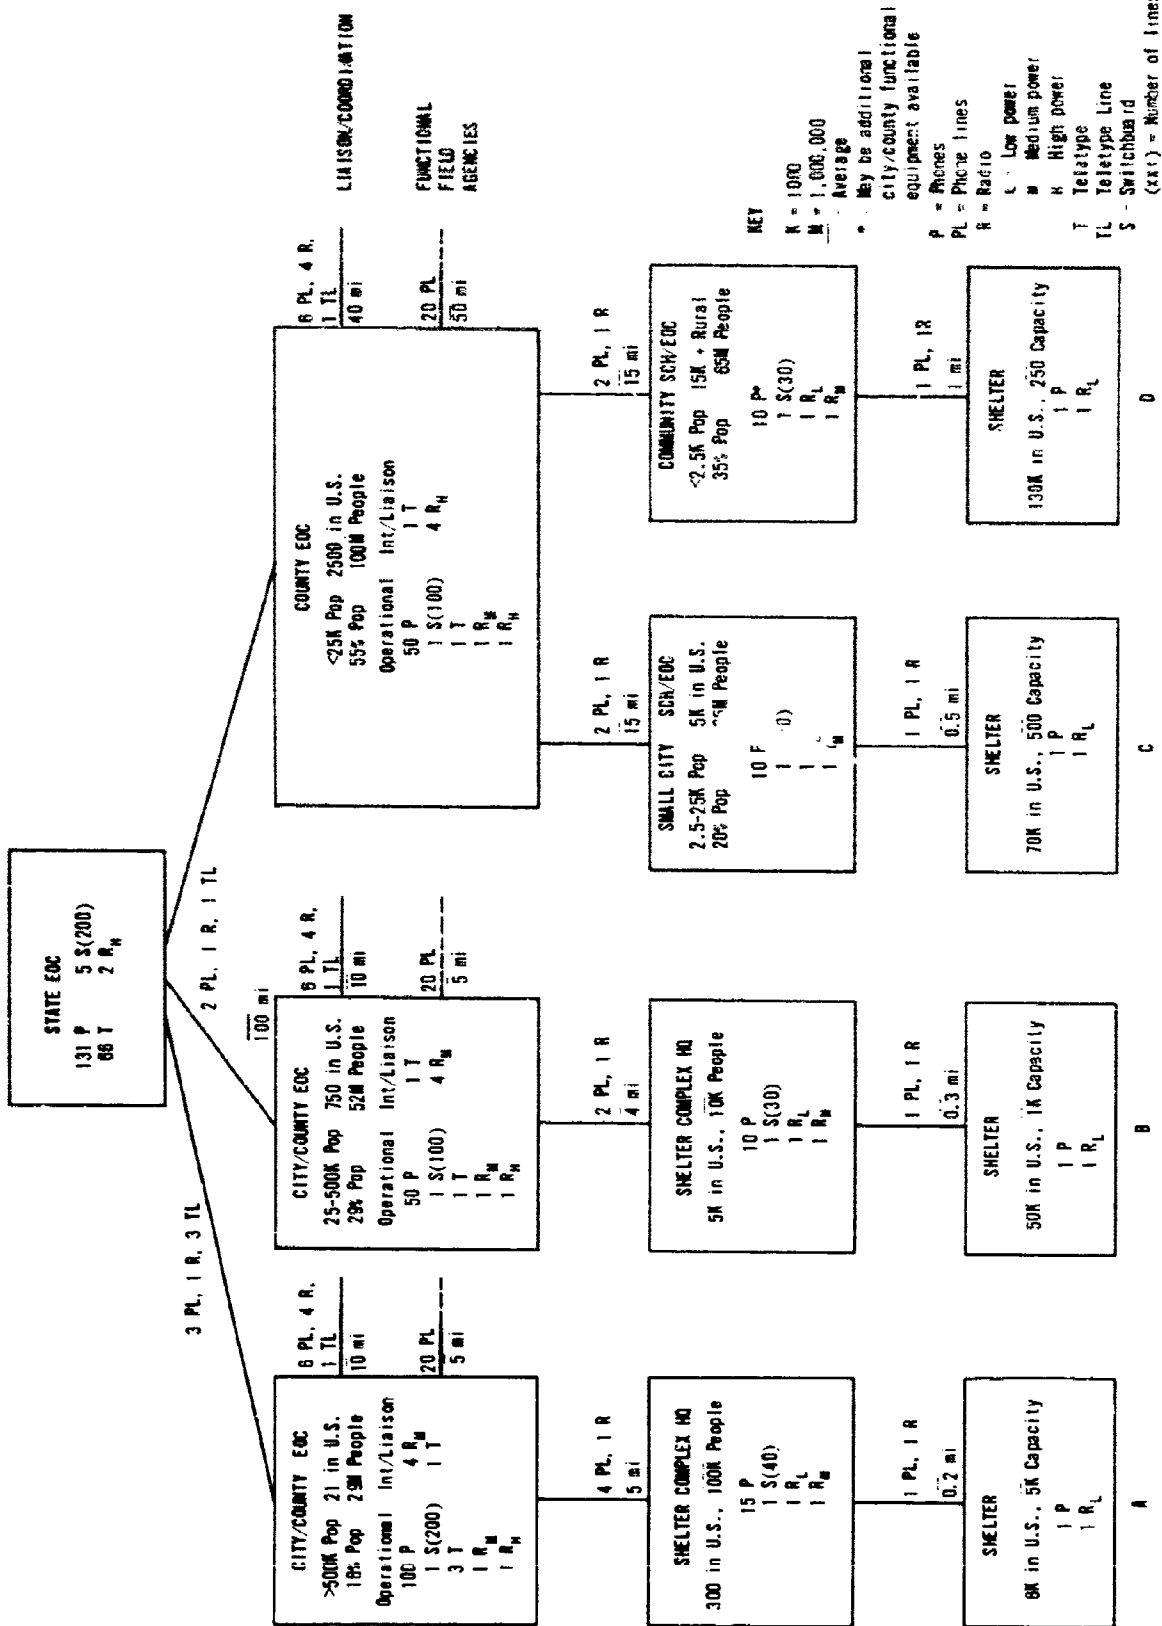 STATE EOC
131 P 5 S(200)
66 T 2 R_H
3 PL, 1 R, 3 TL
2 PL, 1 R, 1 TL
100 mi
CITY/COUNTY EOC
>500K Pop 21 in U.S.
16% Pop 29M People
Operational Int/Liaison
100 P 4 R_M
1 S(200) 1 T
3 T
1 R_M
1 R_H
6 PL, 4 R,
1 TL
10 mi
20 PL
5 mi
CITY/COUNTY EOC
25-500K Pop 750 in U.S.
29% Pop 52M People
Operational Int/Liaison
50 P 1 T
1 S(100) 4 R_M
1 T
1 R_M
1 R_H
6 PL, 4 R,
1 TL
10 mi
20 PL
5 mi
COUNTY EOC
<25K Pop 2500 in U.S.
55% Pop 100M People
Operational Int/Liaison
50 P 1 T
1 S(100) 4 R_H
1 T
1 R_M
1 R_H
6 PL, 4 R,
1 TL
40 mi
LIAISON/COORDINATION
20 PL
50 mi
FUNCTIONAL
FIELD
AGENCIES
4 PL, 1 R
5 mi
2 PL, 1 R
4 mi
2 PL, 1 R
15 mi
2 PL, 1 R
15 mi
SHELTER COMPLEX HQ
300 in U.S., 100K People
15 P
1 S(40)
1 R_L
1 R_M
SHELTER COMPLEX HQ
5K in U.S., 10K People
10 P
1 S(30)
1 R_L
1 R_M
SMALL CITY SCH/EOC
2.5-25K Pop 5K in U.S.
20% Pop People
10 P
1
1
1
COMMUNITY SCH/EOC
<2.5K Pop 15K + Rural
35% Pop 65M People
10 P*
1 S(30)
1 R_L
1 R_M
1 PL, 1 R
0.2 mi
1 PL, 1 R
0.3 mi
1 PL, 1 R
0.5 mi
1 PL, 1R
1 mi
SHELTER
6K in U.S., 5K Capacity
1 P
1 R_L
SHELTER
50K in U.S., 1K Capacity
1 P
1 R_L
SHELTER
70K in U.S., 500 Capacity
1 P
1 R_L
SHELTER
130K in U.S., 250 Capacity
1 P
1 R_L
A
B
C
D
KEY
K = 1000
M = 1,000,000
Average
* May be additional
city/county functional
equipment available
P = Phones
PL = Phone lines
R = Radio
L Low power
M Medium power
H High power
T Teletype
TL Teletype Line
S - Switchboard
(xx) = Number of lines